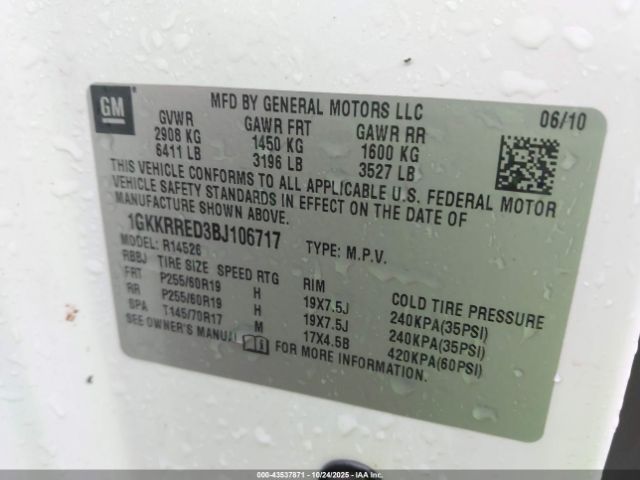 GM
MFD BY GENERAL MOTORS LLC 06/10
GVWR GAWR FRT GAWR RR
2908 KG 1450 KG 1600 KG
6411 LB 3196 LB 3527 LB
THIS VEHICLE CONFORMS TO ALL APPLICABLE U.S. FEDERAL MOTOR
VEHICLE SAFETY STANDARDS IN EFFECT ON THE DATE OF
MANUFACTURE SHOWN ABOVE.
1GKKRRED3BJ106717 TYPE: M.P.V.
MODEL: R14526
RBBJ TIRE SIZE SPEED RTG RIM COLD TIRE PRESSURE
FRT P255/60R19 H 19X7.5J 240KPA(35PSI)
RR P255/60R19 H 19X7.5J 240KPA(35PSI)
SPA T145/70R17 M 17X4.5B 420KPA(60PSI)
SEE OWNER'S MANUAL FOR MORE INFORMATION.
000-43537871 - 10/24/2025 - IAAI.com